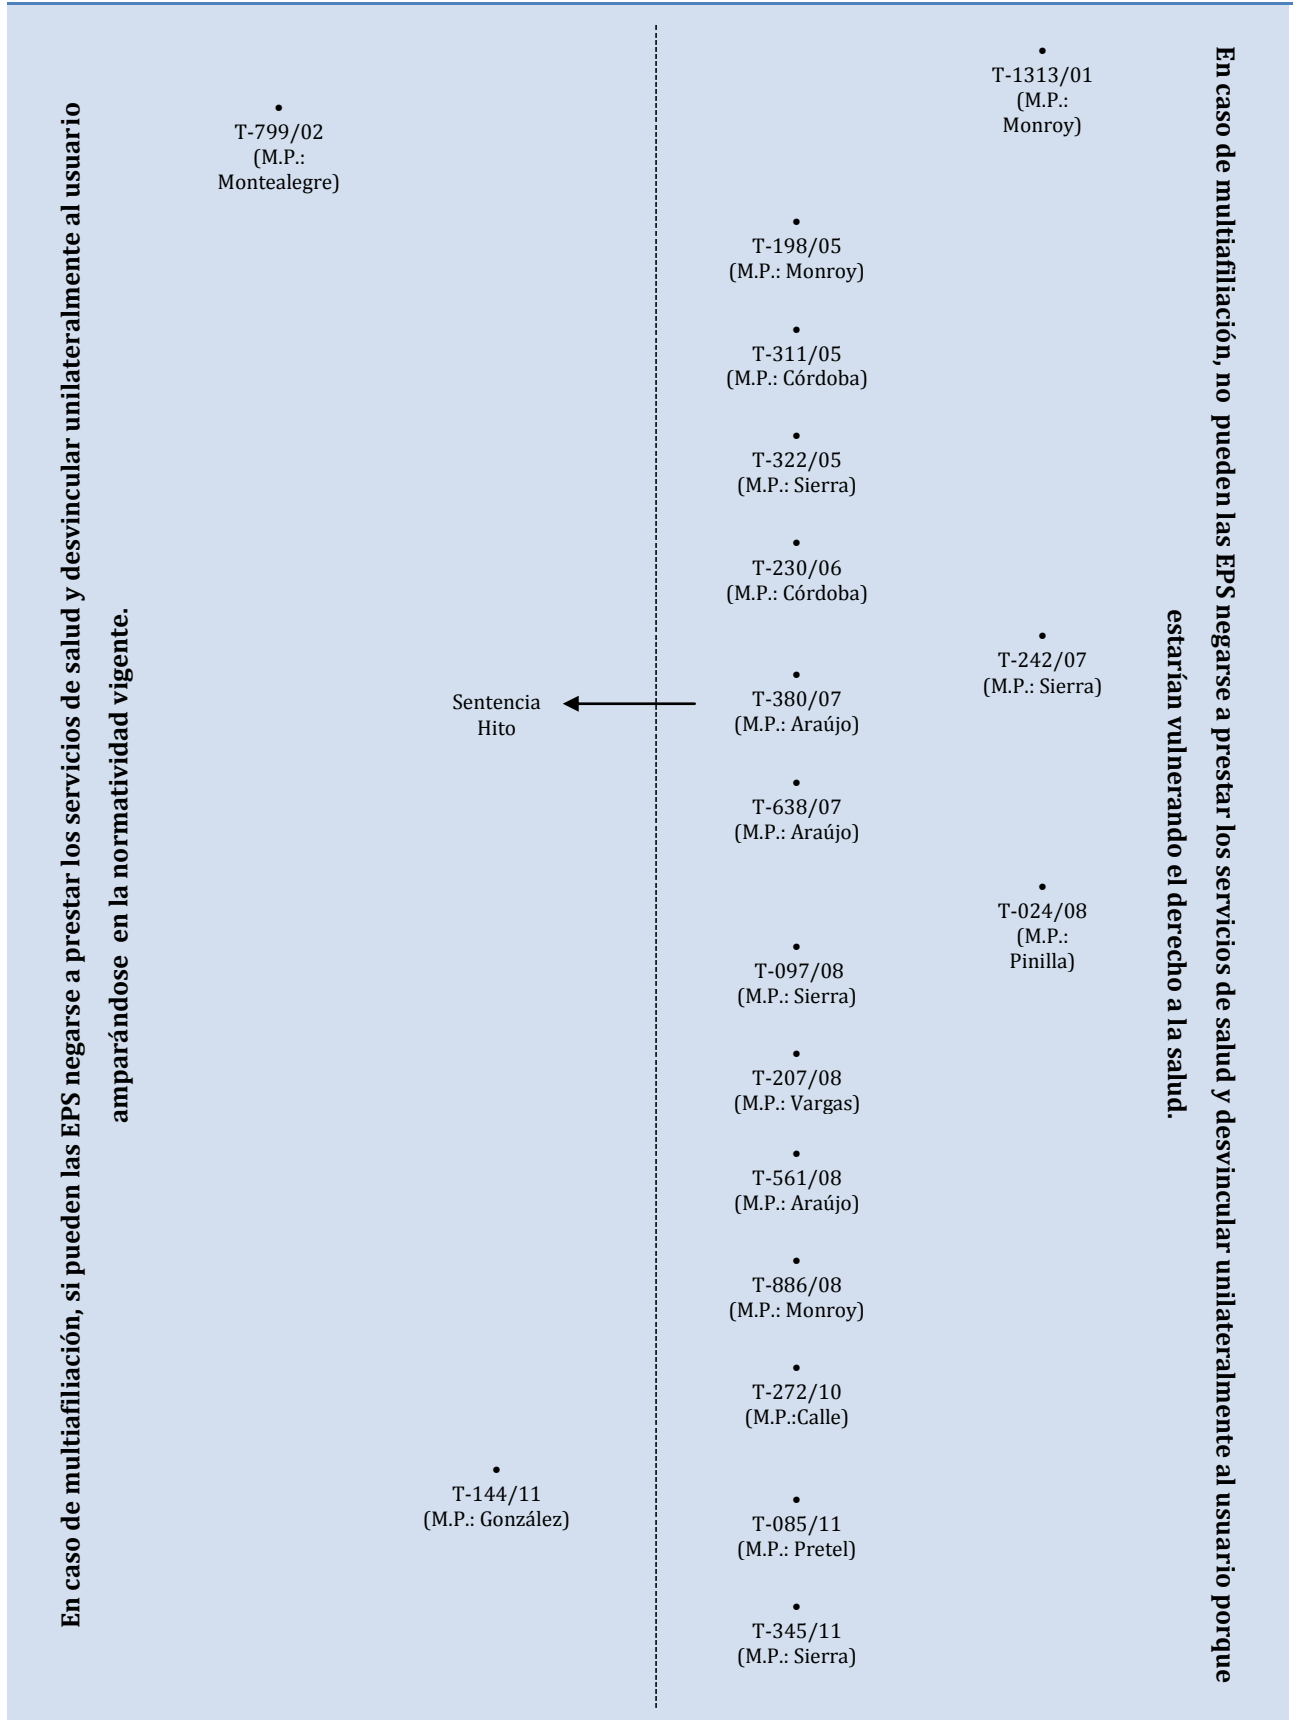 En caso de multiafiliación, si pueden las EPS negarse a prestar los servicios de salud y desvincular unilateralmente al usuario
amparándose en la normatividad vigente.
•
T-799/02
(M.P.:
Montealegre)
•
T-1313/01
(M.P.:
Monroy)
•
T-198/05
(M.P.: Monroy)
•
T-311/05
(M.P.: Córdoba)
•
T-322/05
(M.P.: Sierra)
•
T-230/06
(M.P.: Córdoba)
•
T-242/07
(M.P.: Sierra)
Sentencia
Hito
•
T-380/07
(M.P.: Araújo)
•
T-638/07
(M.P.: Araújo)
•
T-024/08
(M.P.:
Pinilla)
•
T-097/08
(M.P.: Sierra)
•
T-207/08
(M.P.: Vargas)
•
T-561/08
(M.P.: Araújo)
•
T-886/08
(M.P.: Monroy)
•
T-272/10
(M.P.:Calle)
•
T-144/11
(M.P.: González)
•
T-085/11
(M.P.: Pretel)
•
T-345/11
(M.P.: Sierra)
En caso de multiafiliación, no pueden las EPS negarse a prestar los servicios de salud y desvincular unilateralmente al usuario porque
estarían vulnerando el derecho a la salud.